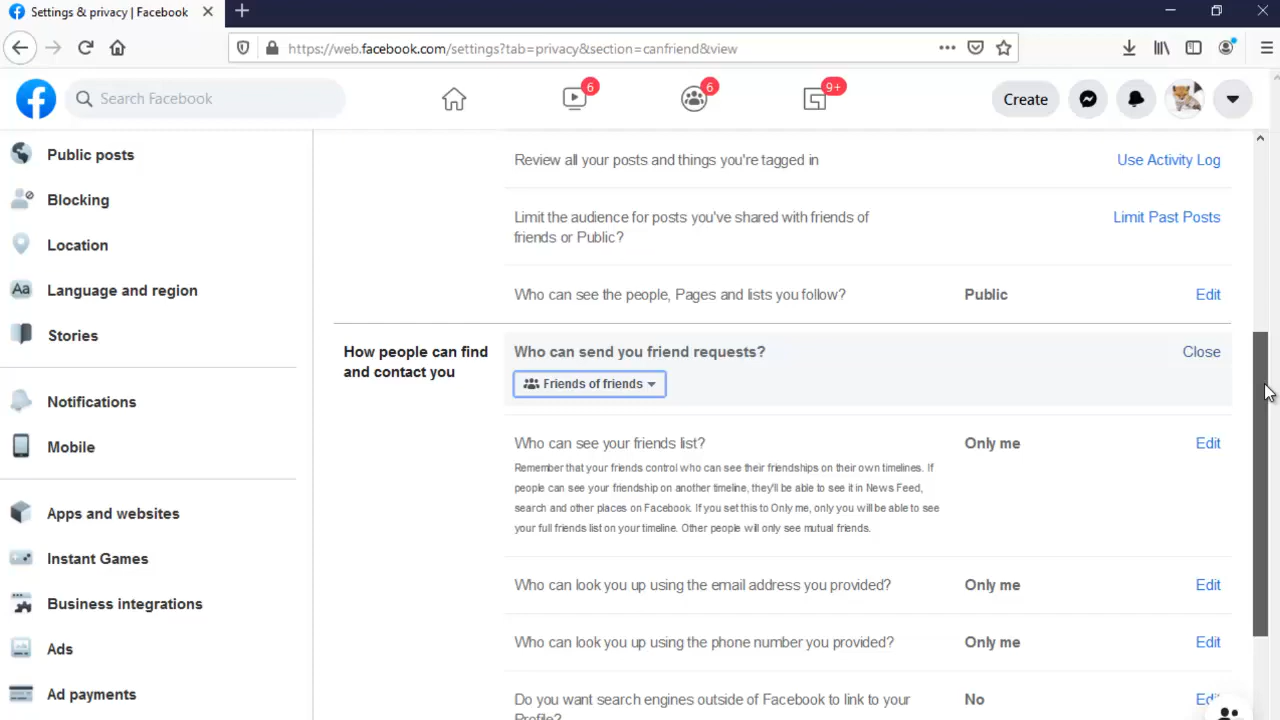 Settings & privacy | Facebook
https://web.facebook.com/settings?tab=privacy&section=canfriend&view
Search Facebook
6
6
9+
Create
Public posts
Blocking
Location
Aa Language and region
Stories
Notifications
Mobile
Apps and websites
Instant Games
Business integrations
Ads
Ad payments
Review all your posts and things you're tagged in
Use Activity Log
Limit the audience for posts you've shared with friends of
friends or Public?
Limit Past Posts
Who can see the people, Pages and lists you follow?
Public
Edit
How people can find
and contact you
Who can send you friend requests?
Close
Friends of friends
Who can see your friends list?
Only me
Edit
Remember that your friends control who can see their friendships on their own timelines. If
people can see your friendship on another timeline, they'll be able to see it in News Feed,
search and other places on Facebook. If you set this to Only me, only you will be able to see
your full friends list on your timeline. Other people will only see mutual friends.
Who can look you up using the email address you provided?
Only me
Edit
Who can look you up using the phone number you provided?
Only me
Edit
Do you want search engines outside of Facebook to link to your
Profile?
No
Edit